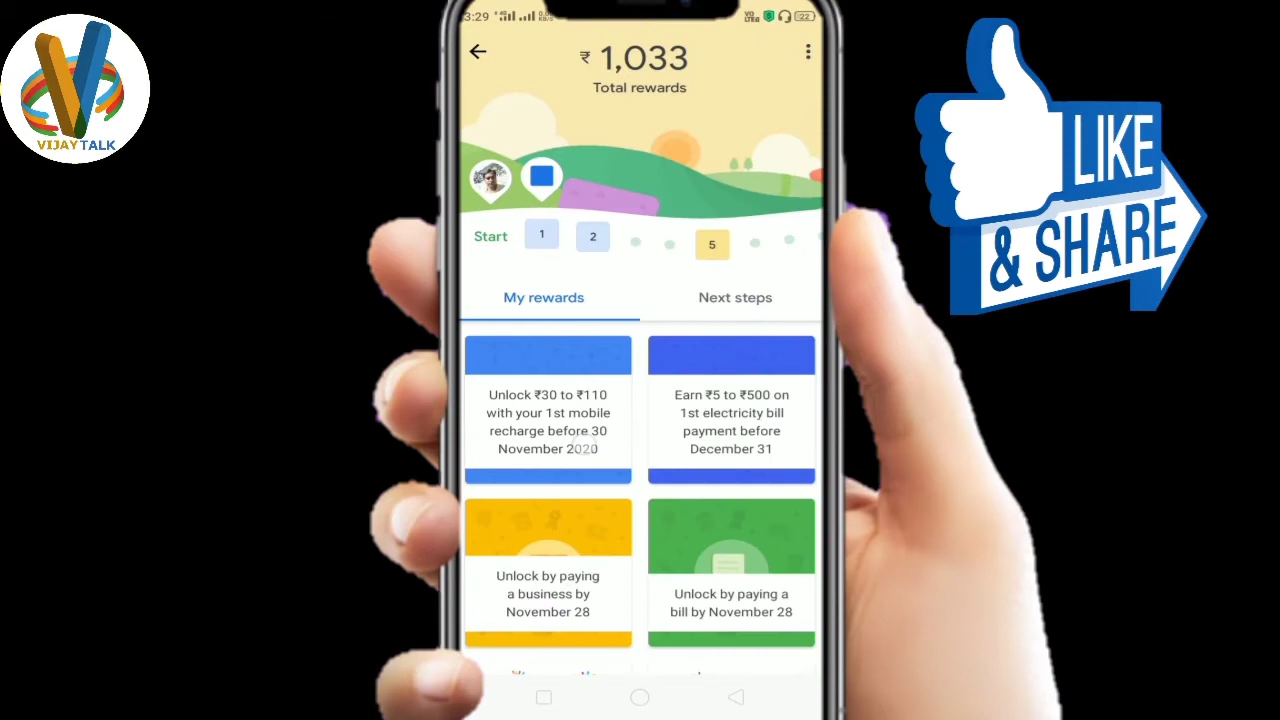 3:29
22
₹ 1,033
Total rewards
VIJAYTALK
LIKE
& SHARE
Start
1
2
5
My rewards
Next steps
Unlock ₹30 to ₹110
with your 1st mobile
recharge before 30
November 2020
Earn ₹5 to ₹500 on
1st electricity bill
payment before
December 31
Unlock by paying
a business by
November 28
Unlock by paying a
bill by November 28